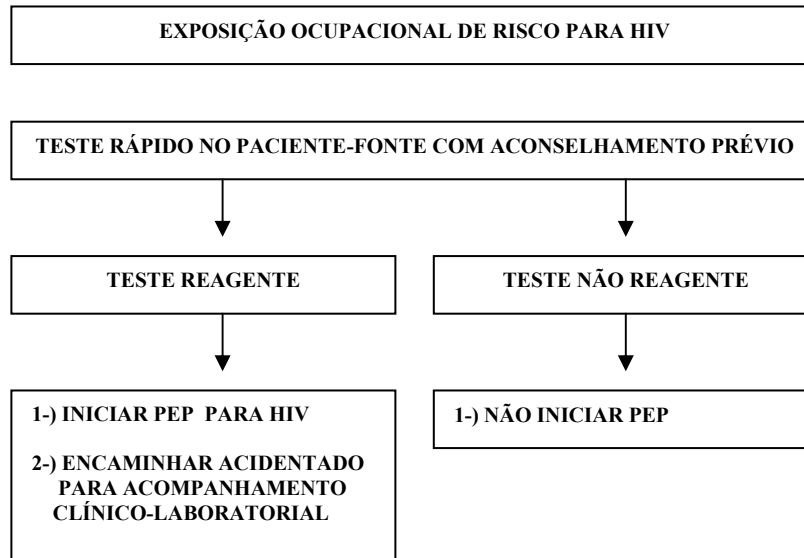 EXPOSIÇÃO OCUPACIONAL DE RISCO PARA HIV
TESTE RÁPIDO NO PACIENTE-FONTE COM ACONSELHAMENTO PRÉVIO
TESTE REAGENTE
TESTE NÃO REAGENTE
1-) INICIAR PEP PARA HIV
2-) ENCAMINHAR ACIDENTADO
PARA ACOMPANHAMENTO
CLÍNICO-LABORATORIAL
1-) NÃO INICIAR PEP